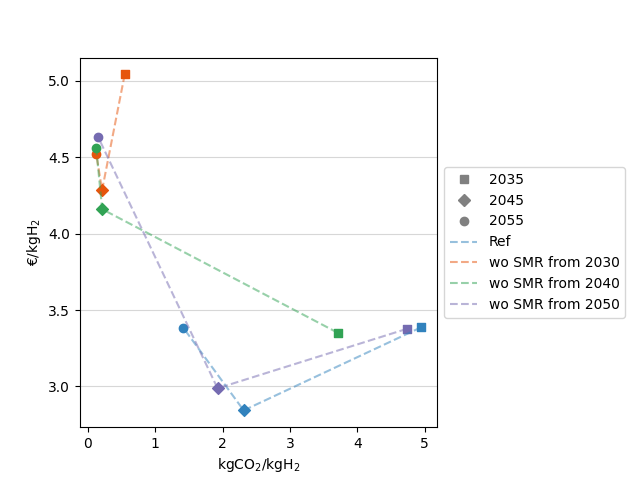 5.0
4.5
4.0
3.5
3.0
€/kgH₂
0 1 2 3 4 5
kgCO₂/kgH₂
2035
2045
2055
Ref
wo SMR from 2030
wo SMR from 2040
wo SMR from 2050